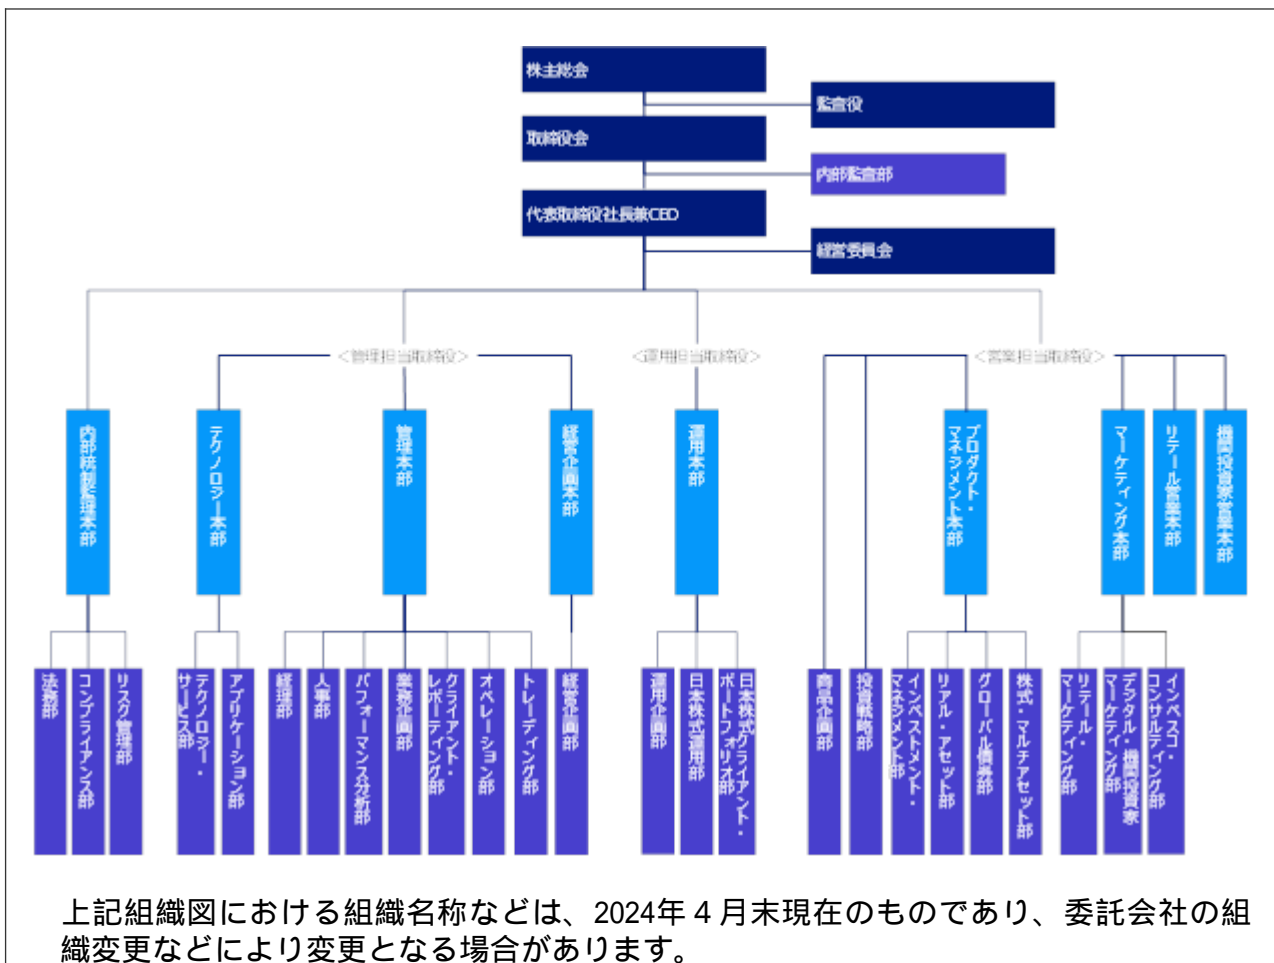 株主総会
監査役
取締役会
内部監査部
代表取締役社長兼CEO
経営委員会
<管理担当取締役>
<運用担当取締役>
<営業担当取締役>
内部統制監理本部
テクノロジー本部
管理本部
経営企画本部
運用本部
プロダクト・
マネジメント本部
マーケティング本部
リテール営業本部
機関投資家営業本部
法務部
コンプライアンス部
リスク管理部
テクノロジー・
サービス部
アプリケーション部
経理部
人事部
パフォーマンス分析部
業務企画部
クライアント・
レポーティング部
オペレーション部
トレーディング部
経営企画部
運用企画部
日本株式運用部
日本株式クライアント・
ポートフォリオ部
商品企画部
投資戦略部
インベストメント・
マネジメント部
リアル・アセット部
グローバル債券部
株式・マルチアセット部
リテール・
マーケティング部
デジタル・機関投資家
マーケティング部
インベスコ・
コンサルティング部
上記組織図における組織名称などは、2024年4月末現在のものであり、委託会社の組
織変更などにより変更となる場合があります。